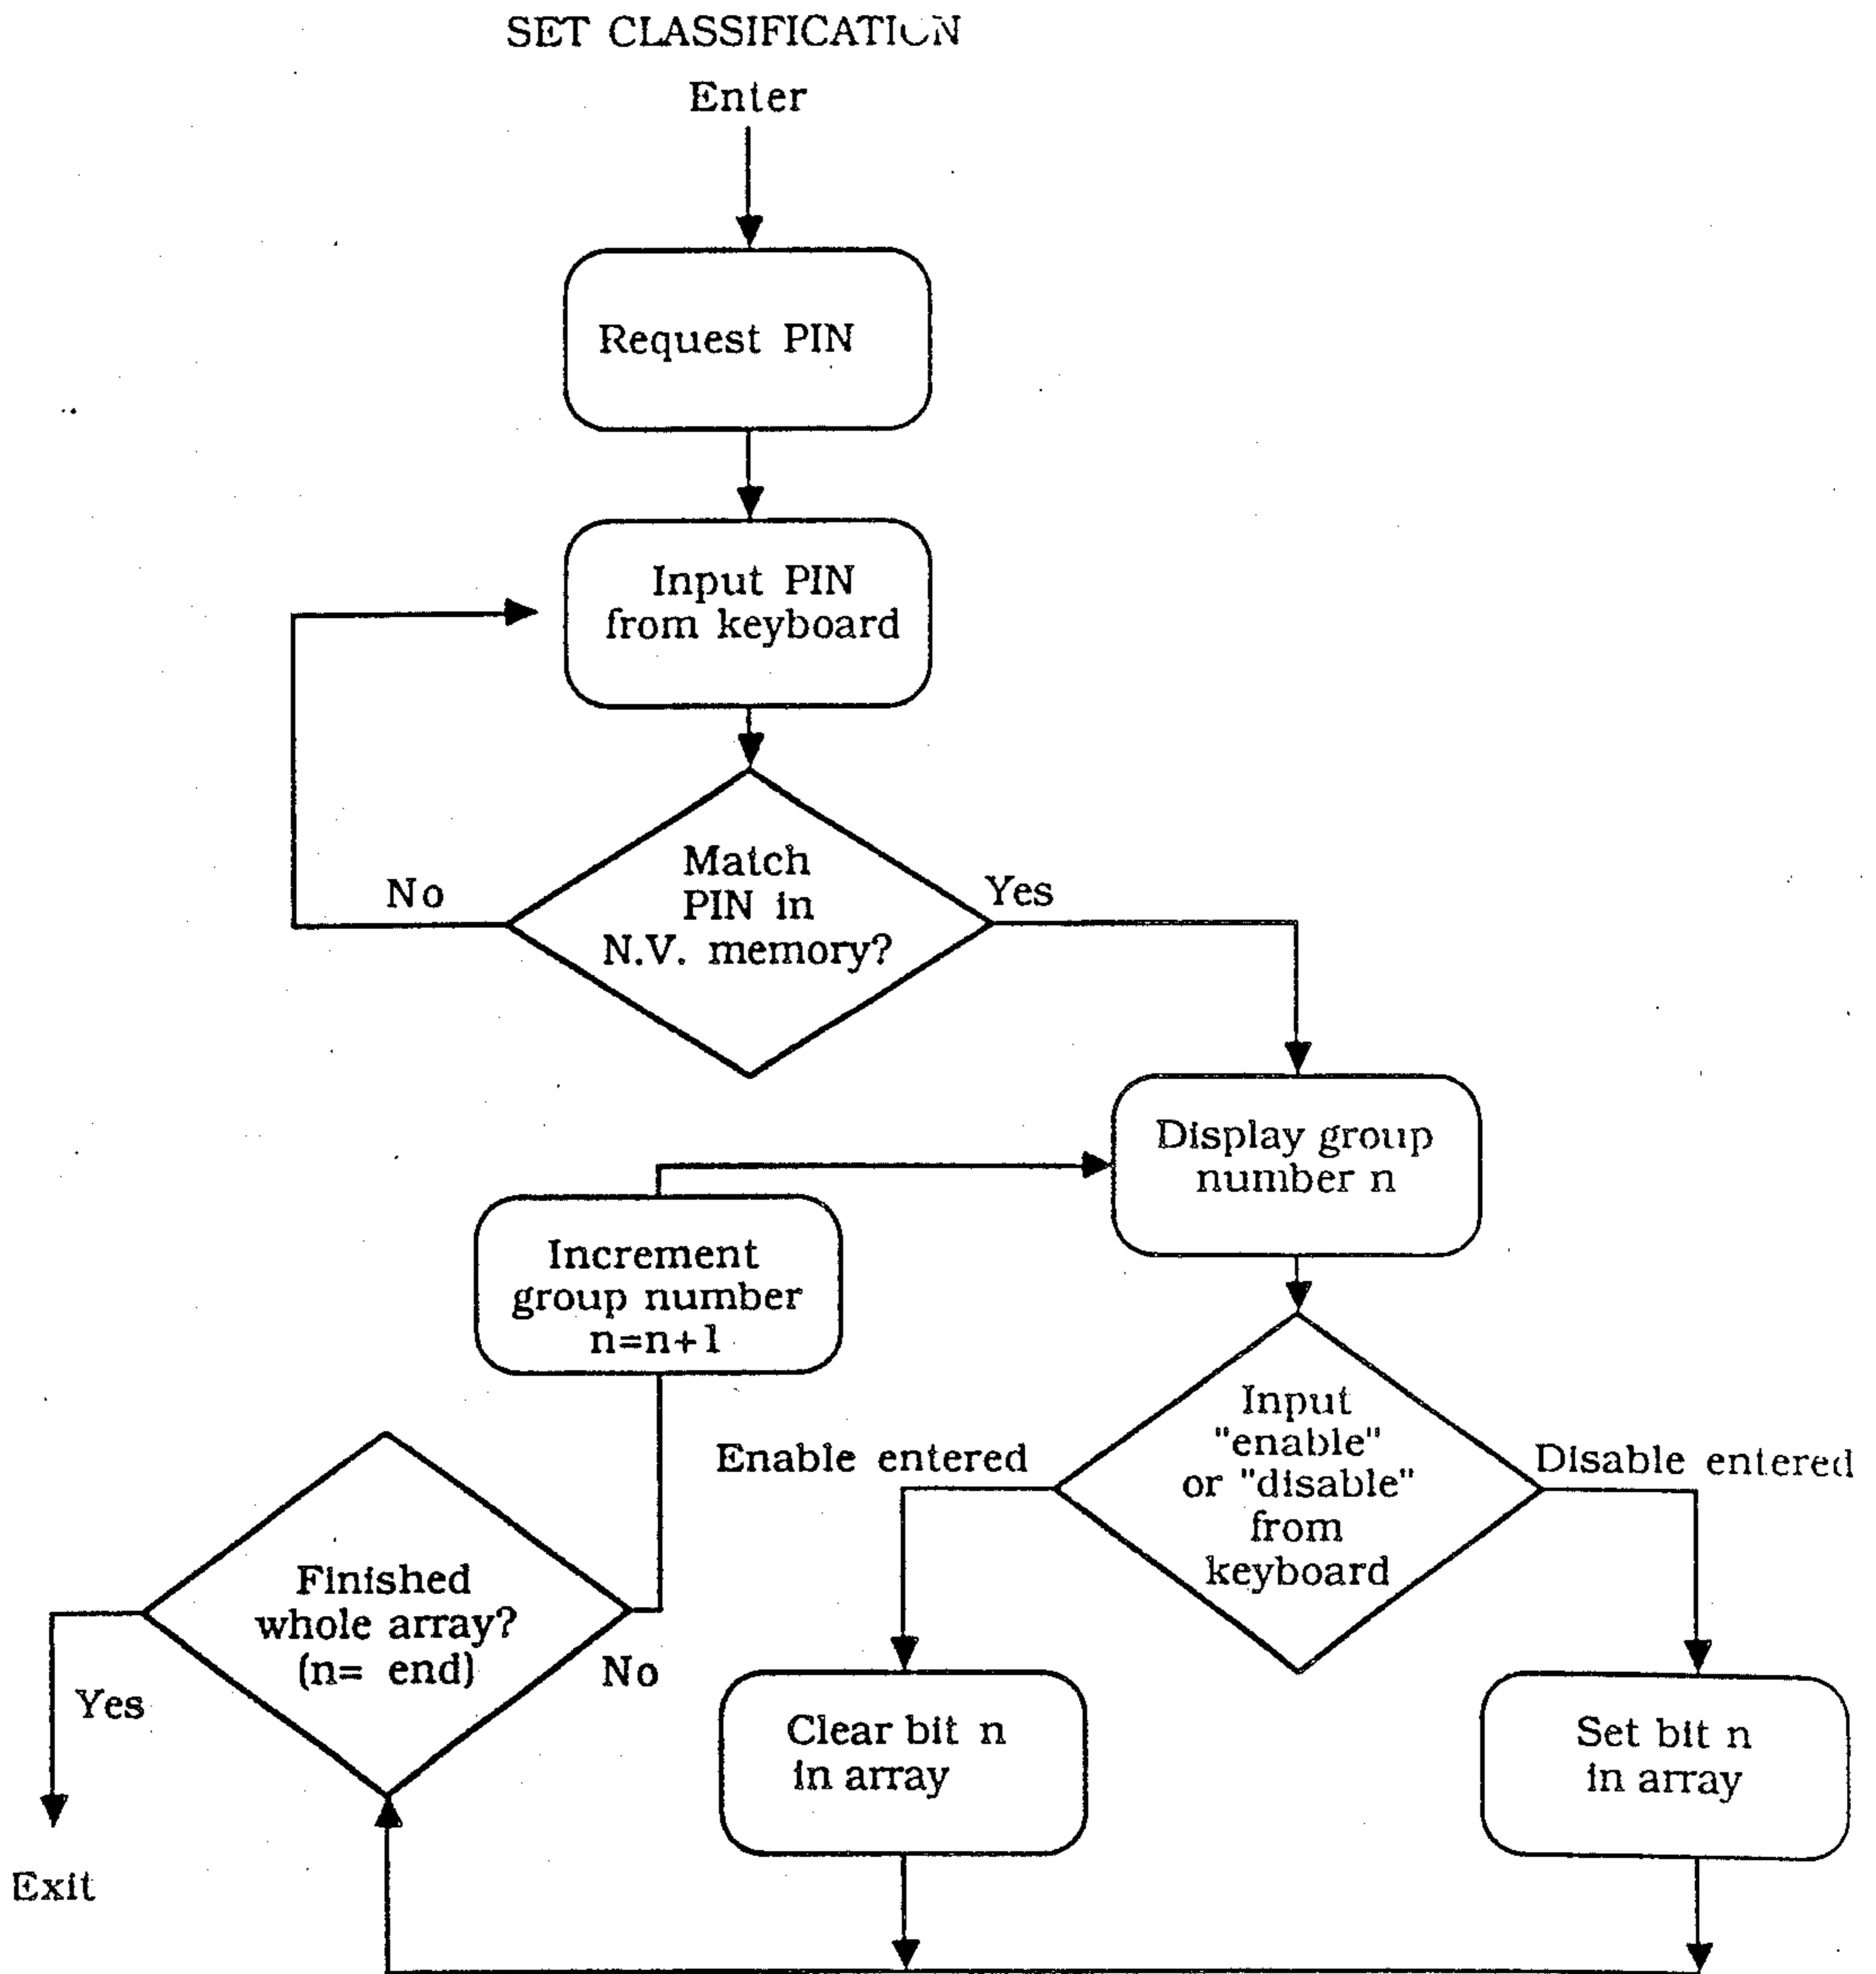 SET CLASSIFICATION
Enter
Request PIN
Input PIN
from keyboard
Match
PIN in
N.V. memory?
No
Yes
Display group
number n
Increment
group number
n=n+1
Input
"enable"
or "disable"
from
keyboard
Enable entered
Disable entered
Finished
whole array?
(n= end)
No
Yes
Clear bit n
in array
Set bit n
in array
Exit